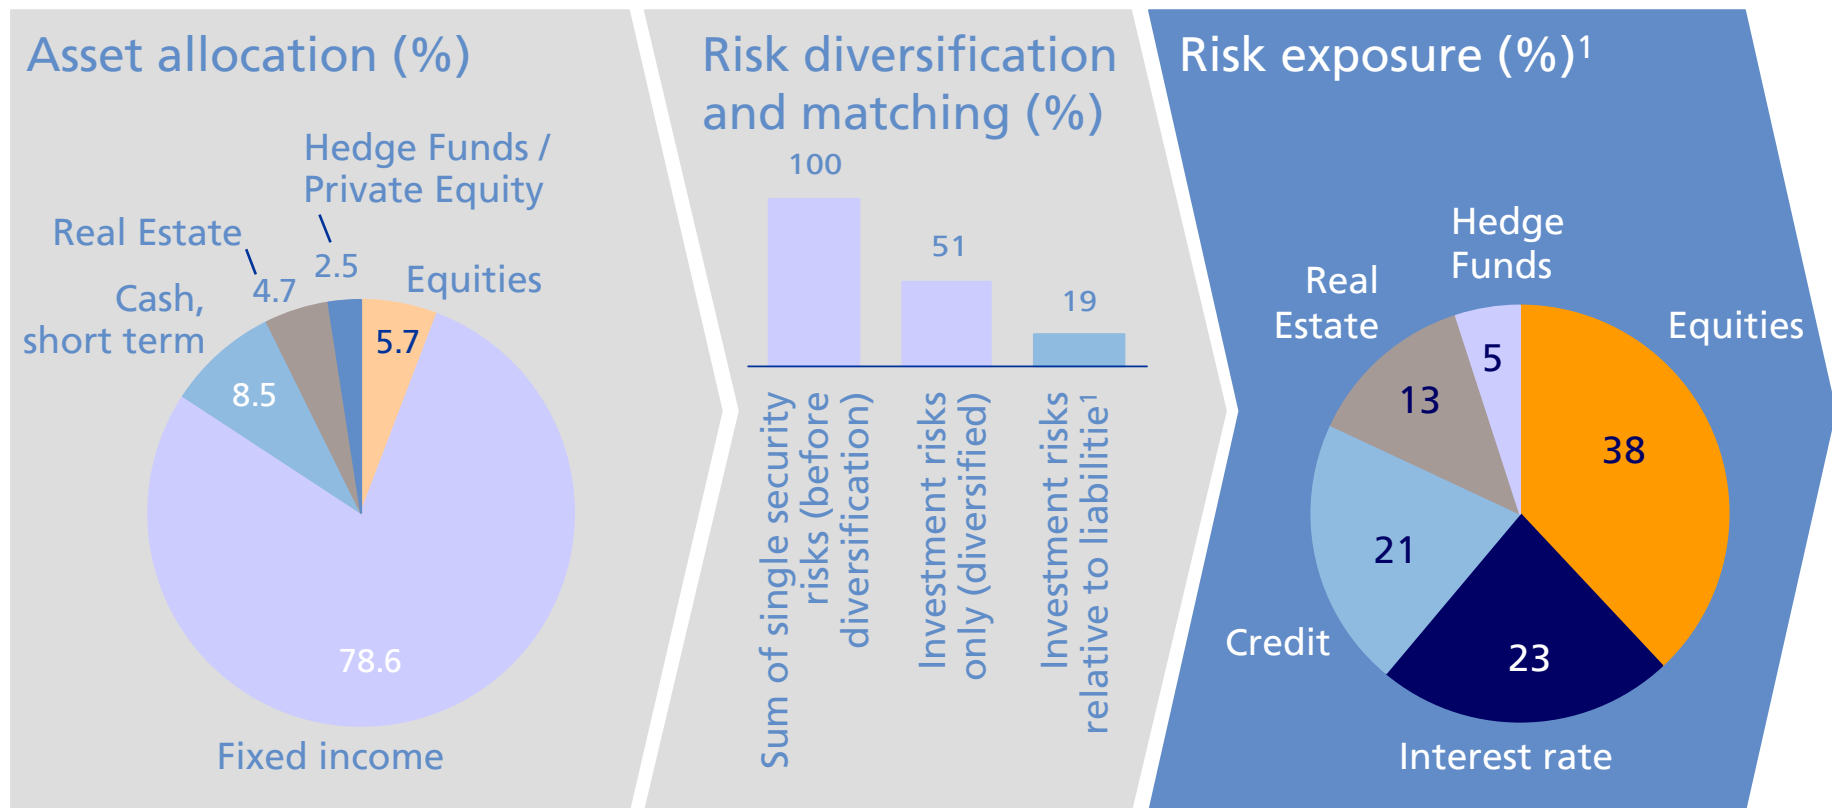 Asset allocation (%)
Hedge Funds /
Private Equity
Real Estate
2.5
4.7
Equities
Cash,
short term
5.7
8.5
78.6
Fixed income
Risk diversification
and matching (%)
100
51
19
Sum of single security
risks (before
diversification)
Investment risks
only (diversified)
Investment risks
relative to liabilitie¹
Risk exposure (%)¹
Hedge
Funds
Real
Estate
Equities
5
13
38
21
Credit
23
Interest rate